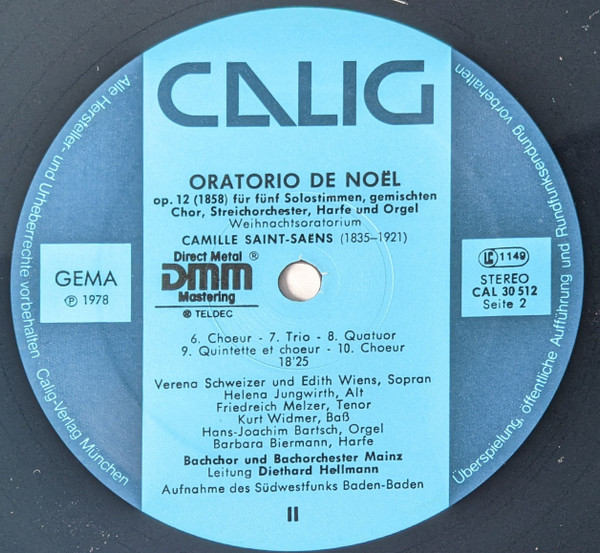 CALIG
ORATORIO DE NOËL
op. 12 (1858) für fünf Solostimmen, gemischten
Chor, Streichorchester, Harfe und Orgel
Weihnachtsoratorium
CAMILLE SAINT-SAENS (1835–1921)
Direct Metal ®
DMM
Mastering
® TELDEC
GEMA
℗ 1978
LC 1149
STEREO
CAL 30 512
Seite 2
6. Choeur - 7. Trio - 8. Quatuor
9. Quintette et choeur - 10. Choeur
18'25
Verena Schweizer und Edith Wiens, Sopran
Helena Jungwirth, Alt
Friedreich Melzer, Tenor
Kurt Widmer, Baß
Hans-Joachim Bartsch, Orgel
Barbara Biermann, Harfe
Bachchor und Bachorchester Mainz
Leitung Diethard Hellmann
Aufnahme des Südwestfunks Baden-Baden
II
Alle Hersteller- und Urheberrechte vorbehalten Calig-Verlag München
Überspielung, öffentliche Aufführung und Rundfunksendung vorbehalten